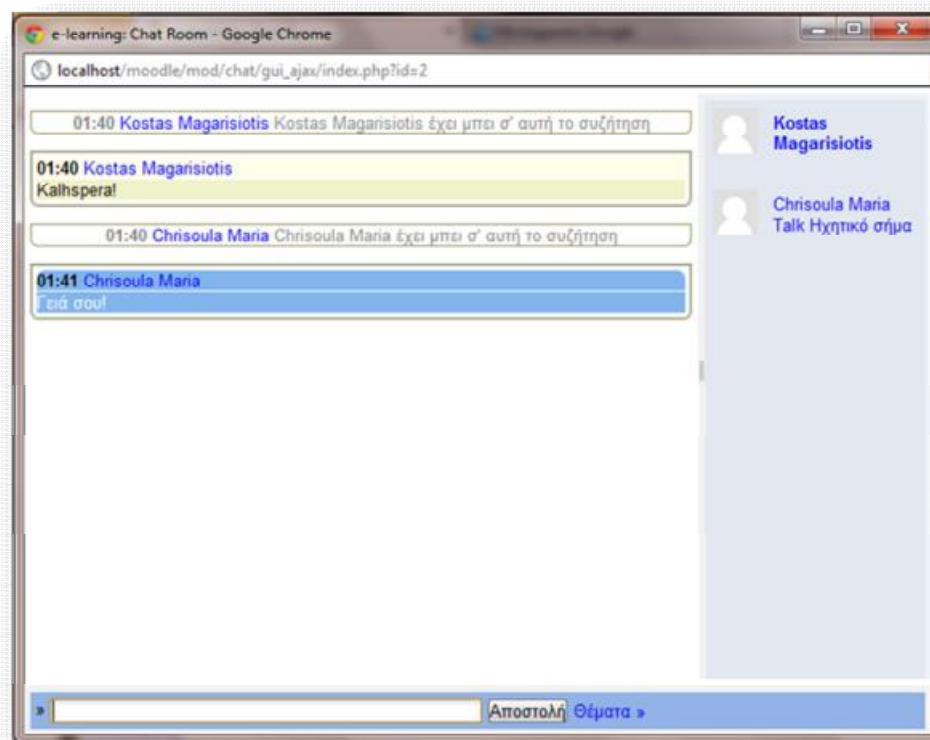 e-learning: Chat Room - Google Chrome
localhost/moodle/mod/chat/gui_ajax/index.php?id=2
01:40 Kostas Magarisiotis Kostas Magarisiotis έχει μπει σ' αυτή το συζήτηση
01:40 Kostas Magarisiotis
Kalhspera!
01:40 Chrisoula Maria Chrisoula Maria έχει μπει σ' αυτή το συζήτηση
01:41 Chrisoula Maria
Γειά σου!
Kostas
Magarisiotis
Chrisoula Maria
Talk Ηχητικό σήμα
» Αποστολή Θέματα »